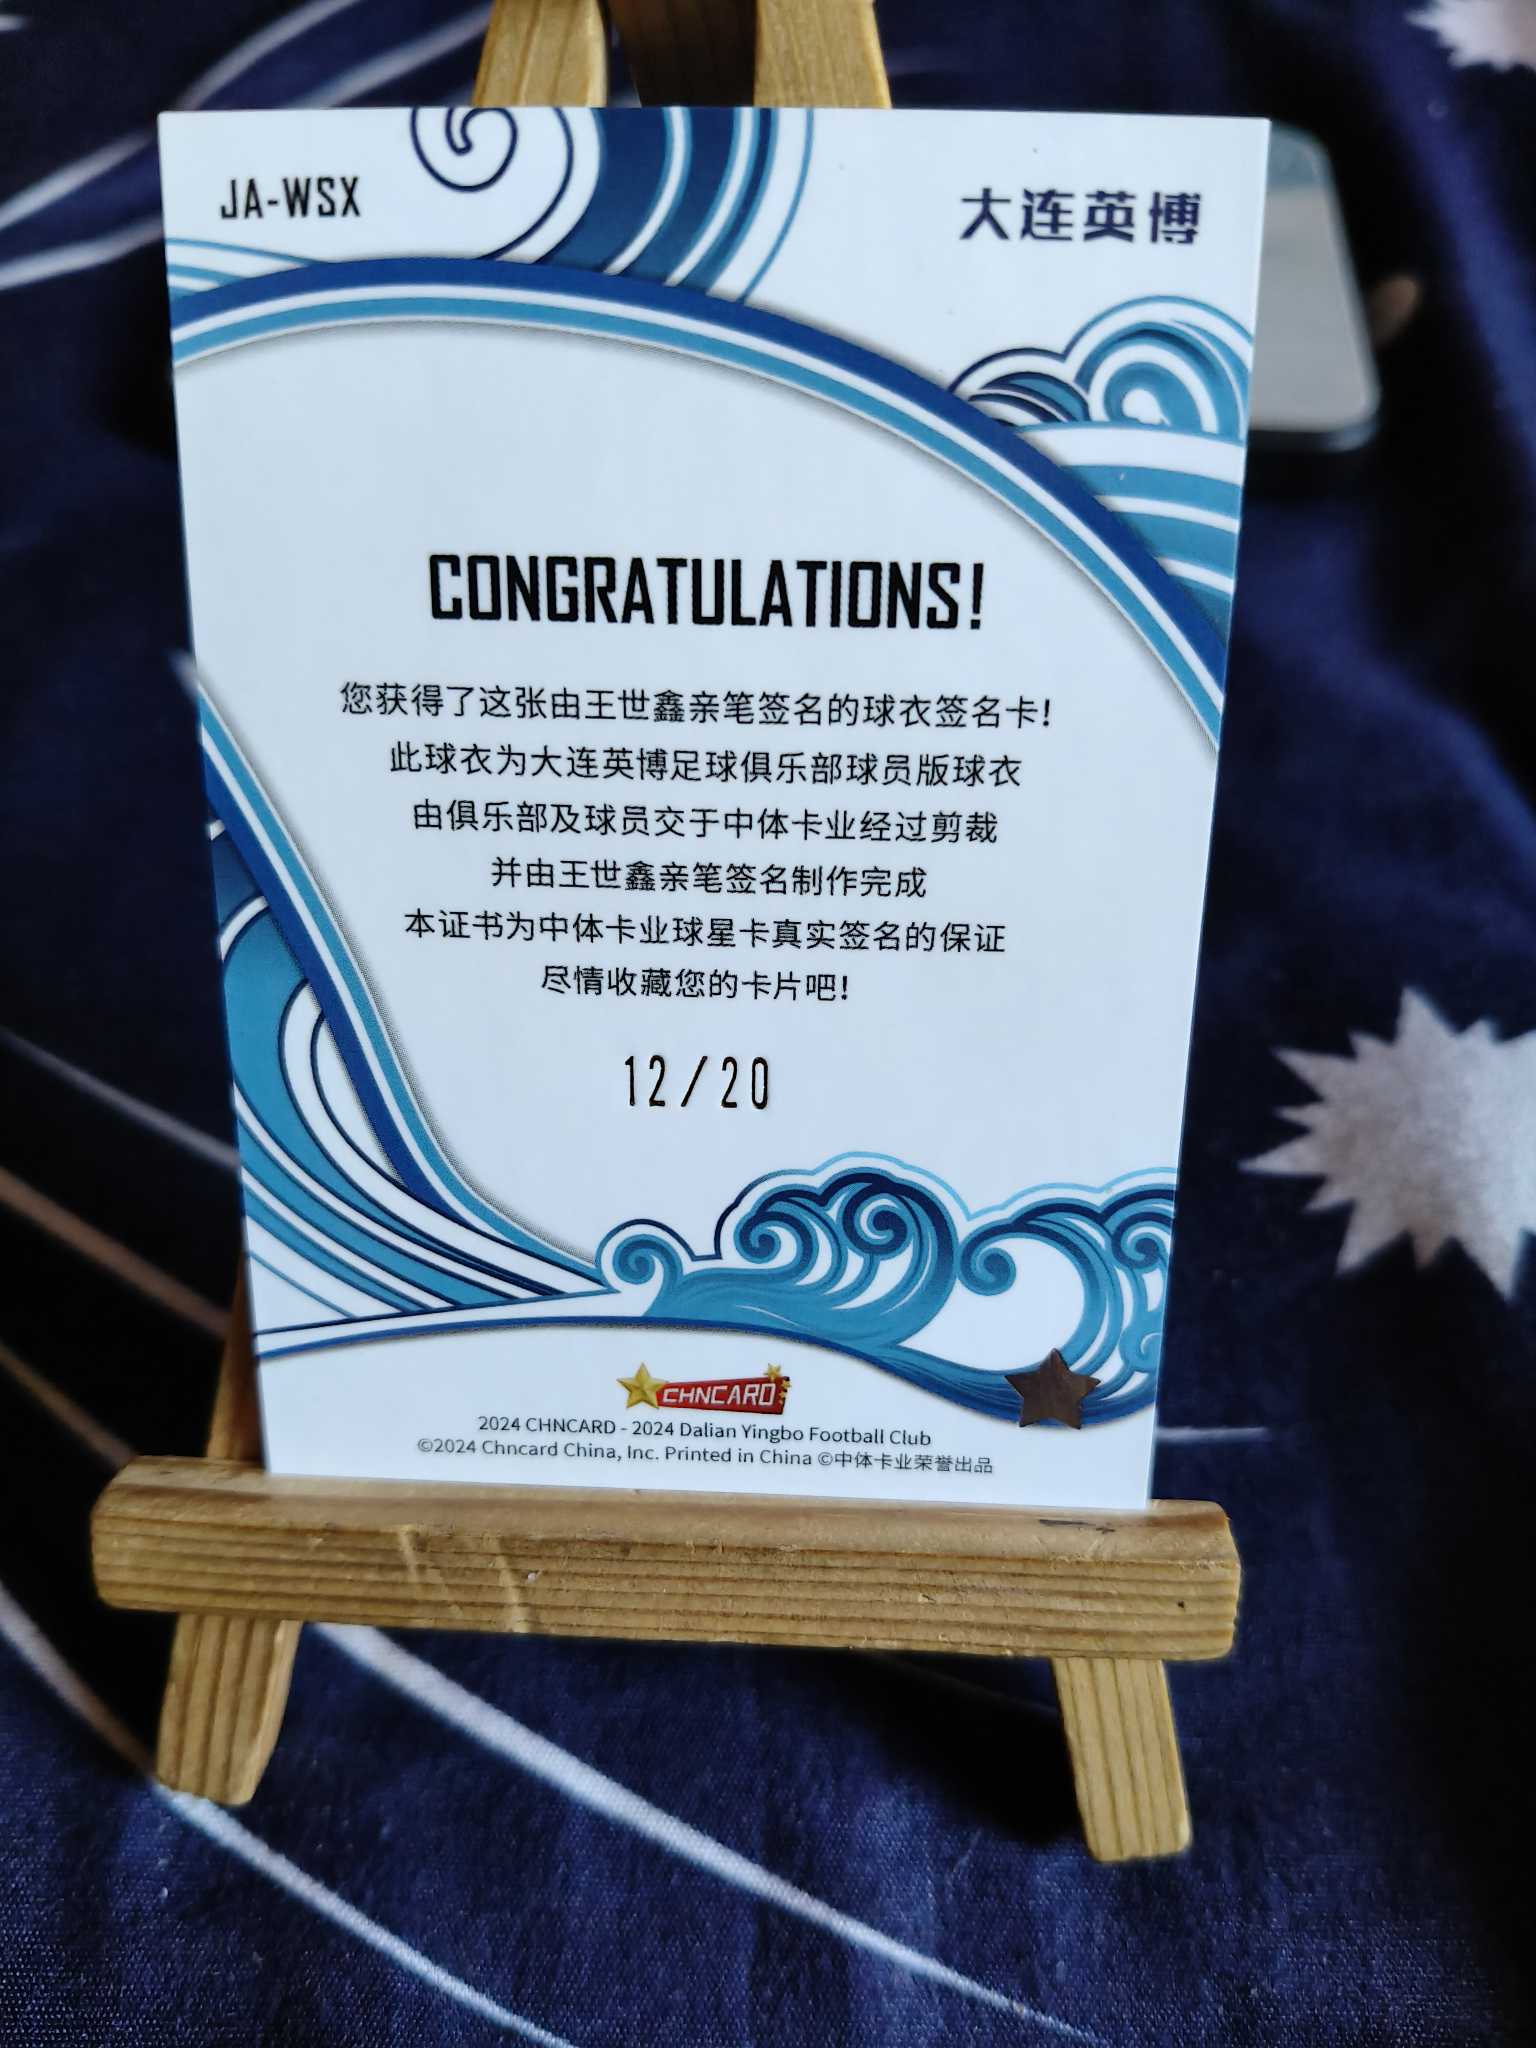 JA-WSX
大连英博
CONGRATULATIONS!
您获得了这张由王世鑫亲笔签名的球衣签名卡!
此球衣为大连英博足球俱乐部球员版球衣
由俱乐部及球员交于中体卡业经过剪裁
并由王世鑫亲笔签名制作完成
本证书为中体卡业球星卡真实签名的保证
尽情收藏您的卡片吧!
12/20
CHNCARD
2024 CHNCARD - 2024 Dalian Yingbo Football Club
©2024 Chncard China, Inc. Printed in China ©中体卡业荣誉出品